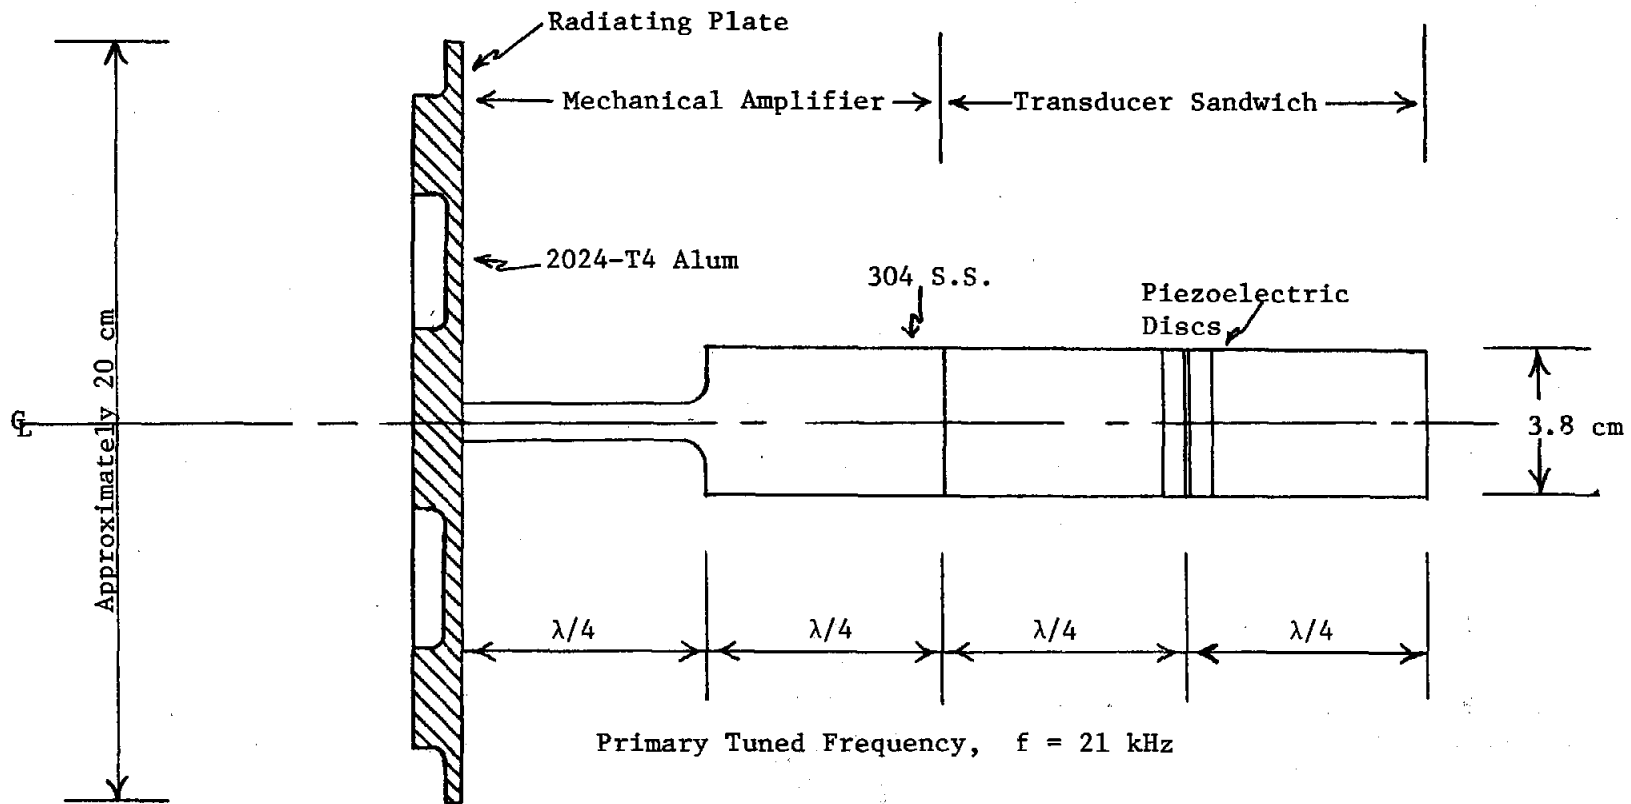 Radiating Plate
Mechanical Amplifier
Transducer Sandwich
2024-T4 Alum
304 S.S.
Piezoelectric
Discs
Approximately 20 cm
℄
3.8 cm
λ/4
λ/4
λ/4
λ/4
Primary Tuned Frequency, f = 21 kHz